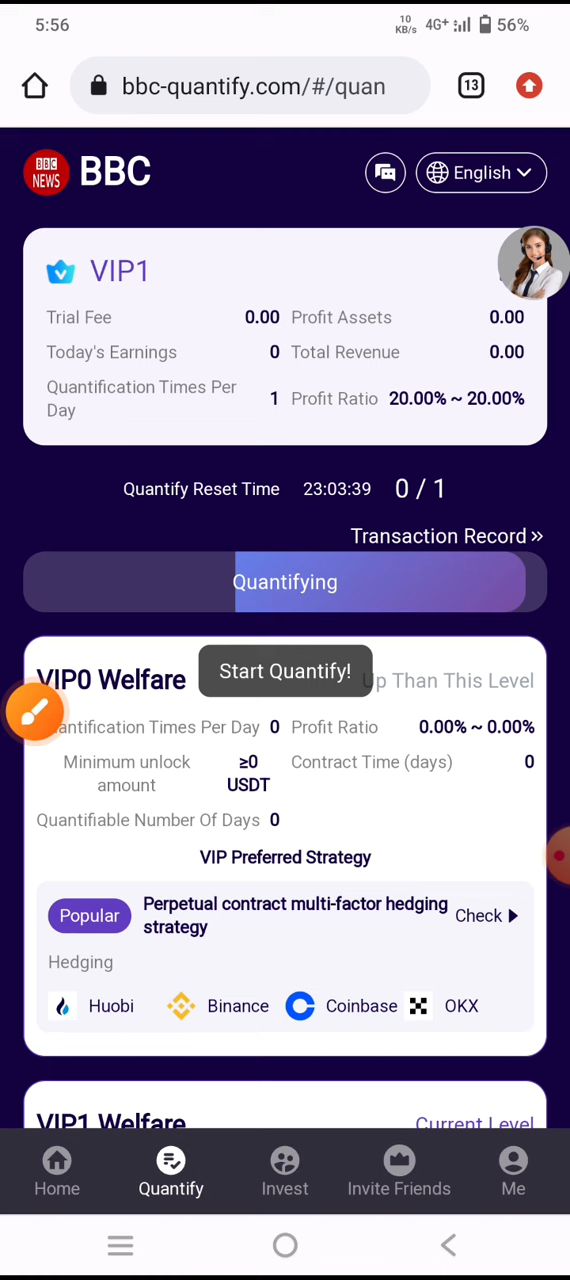 5:56
10 KB/s 4G+ 56%
bbc-quantify.com/#/quan
13
BBC NEWS
BBC
English
VIP1
Trial Fee 0.00 Profit Assets 0.00
Today's Earnings 0 Total Revenue 0.00
Quantification Times Per Day 1 Profit Ratio 20.00% ~ 20.00%
Quantify Reset Time 23:03:39 0 / 1
Transaction Record »
Quantifying
Start Quantify!
VIP0 Welfare Up Than This Level
antification Times Per Day 0 Profit Ratio 0.00% ~ 0.00%
Minimum unlock amount ≥0 USDT Contract Time (days) 0
Quantifiable Number Of Days 0
VIP Preferred Strategy
Popular
Perpetual contract multi-factor hedging
strategy
Check
Hedging
Huobi Binance Coinbase OKX
VIP1 Welfare Current Level
Home Quantify Invest Invite Friends Me